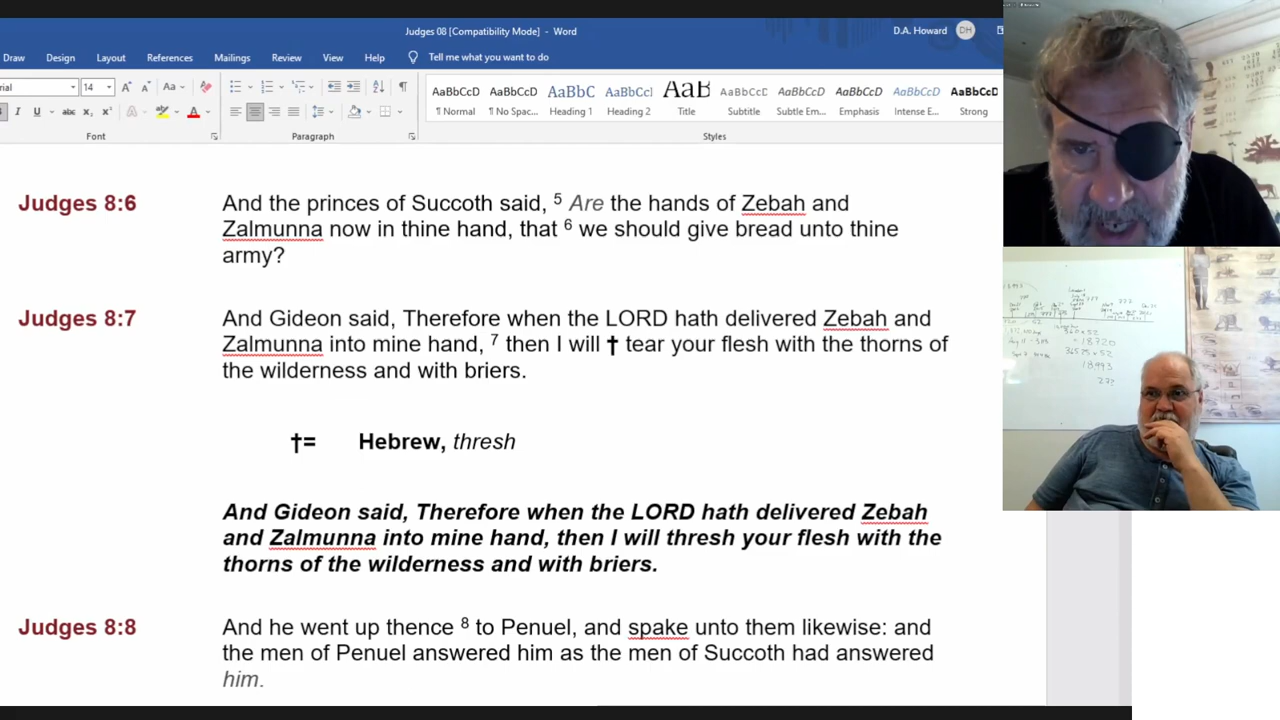 Judges 08 [Compatibility Mode] - Word
D.A. Howard
DH
Draw Design Layout References Mailings Review View Help Tell me what you want to do
14
Font
Paragraph
AaBbCcD AaBbCcD AaBbC AaBbCcl AaB AaBbCcD AaBbCcD AaBbCcD AaBbCcD AaBbCcD
¶ Normal ¶ No Spac... Heading 1 Heading 2 Title Subtitle Subtle Em... Emphasis Intense E... Strong
Styles
Judges 8:6 And the princes of Succoth said, ⁵ Are the hands of Zebah and
Zalmunna now in thine hand, that ⁶ we should give bread unto thine
army?
Judges 8:7 And Gideon said, Therefore when the LORD hath delivered Zebah and
Zalmunna into mine hand, ⁷ then I will ✝ tear your flesh with the thorns of
the wilderness and with briers.
✝= Hebrew, thresh
And Gideon said, Therefore when the LORD hath delivered Zebah
and Zalmunna into mine hand, then I will thresh your flesh with the
thorns of the wilderness and with briers.
Judges 8:8 And he went up thence ⁸ to Penuel, and spake unto them likewise: and
the men of Penuel answered him as the men of Succoth had answered
him.
18720
18,993